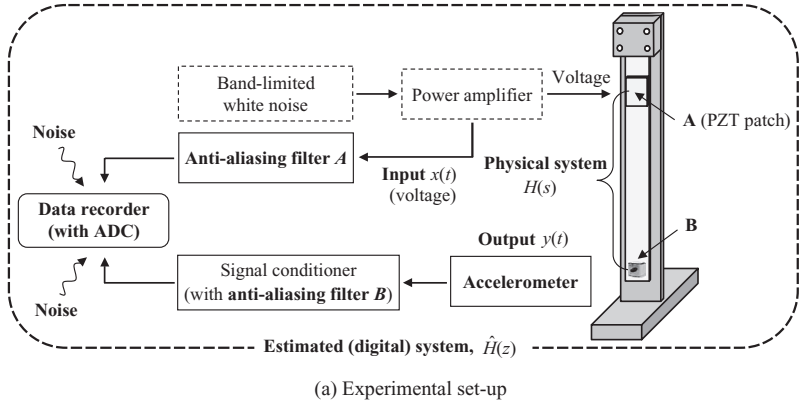 Band-limited
white noise
Power amplifier
Voltage
A (PZT patch)
Noise
Anti-aliasing filter A
Input x(t)
(voltage)
Physical system
H(s)
Data recorder
(with ADC)
B
Output y(t)
Signal conditioner
(with anti-aliasing filter B)
Accelerometer
Noise
Estimated (digital) system, Ĥ(z)
(a) Experimental set-up